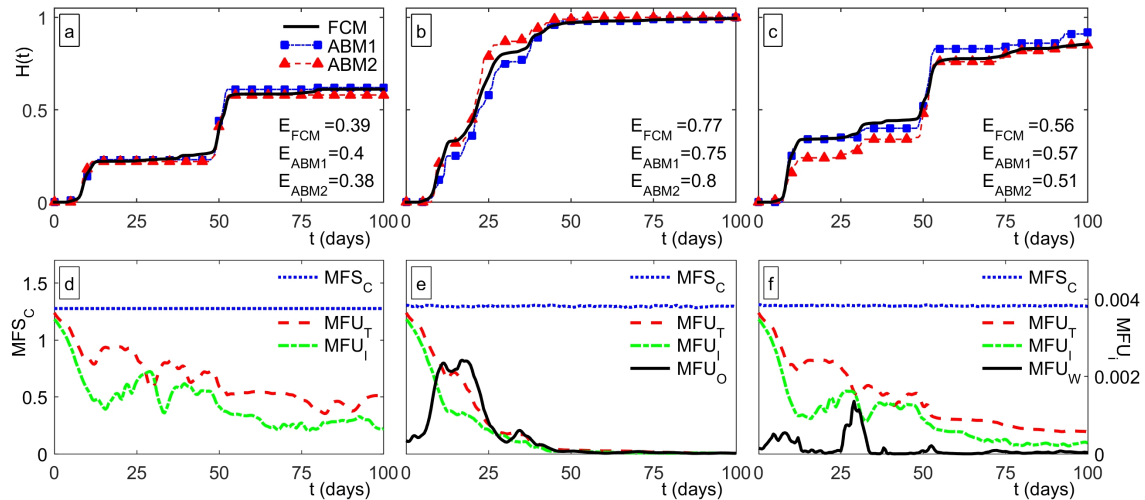 a
FCM
ABM1
ABM2
E_FCM=0.39
E_ABM1=0.4
E_ABM2=0.38
H(t)
1
0.5
0
0 25 50 75 100
t (days)
b
E_FCM=0.77
E_ABM1=0.75
E_ABM2=0.8
0 25 50 75 100
t (days)
c
E_FCM=0.56
E_ABM1=0.57
E_ABM2=0.51
0 25 50 75 100
t (days)
d
MFS_C
MFU_T
MFU_I
MFS_C
1.5
1
0.5
0
0 25 50 75 100
t (days)
e
MFS_C
MFU_T
MFU_I
MFU_O
0 25 50 75 100
t (days)
f
MFS_C
MFU_T
MFU_I
MFU_W
0.004
0.002
0
MFU_i
0 25 50 75 100
t (days)